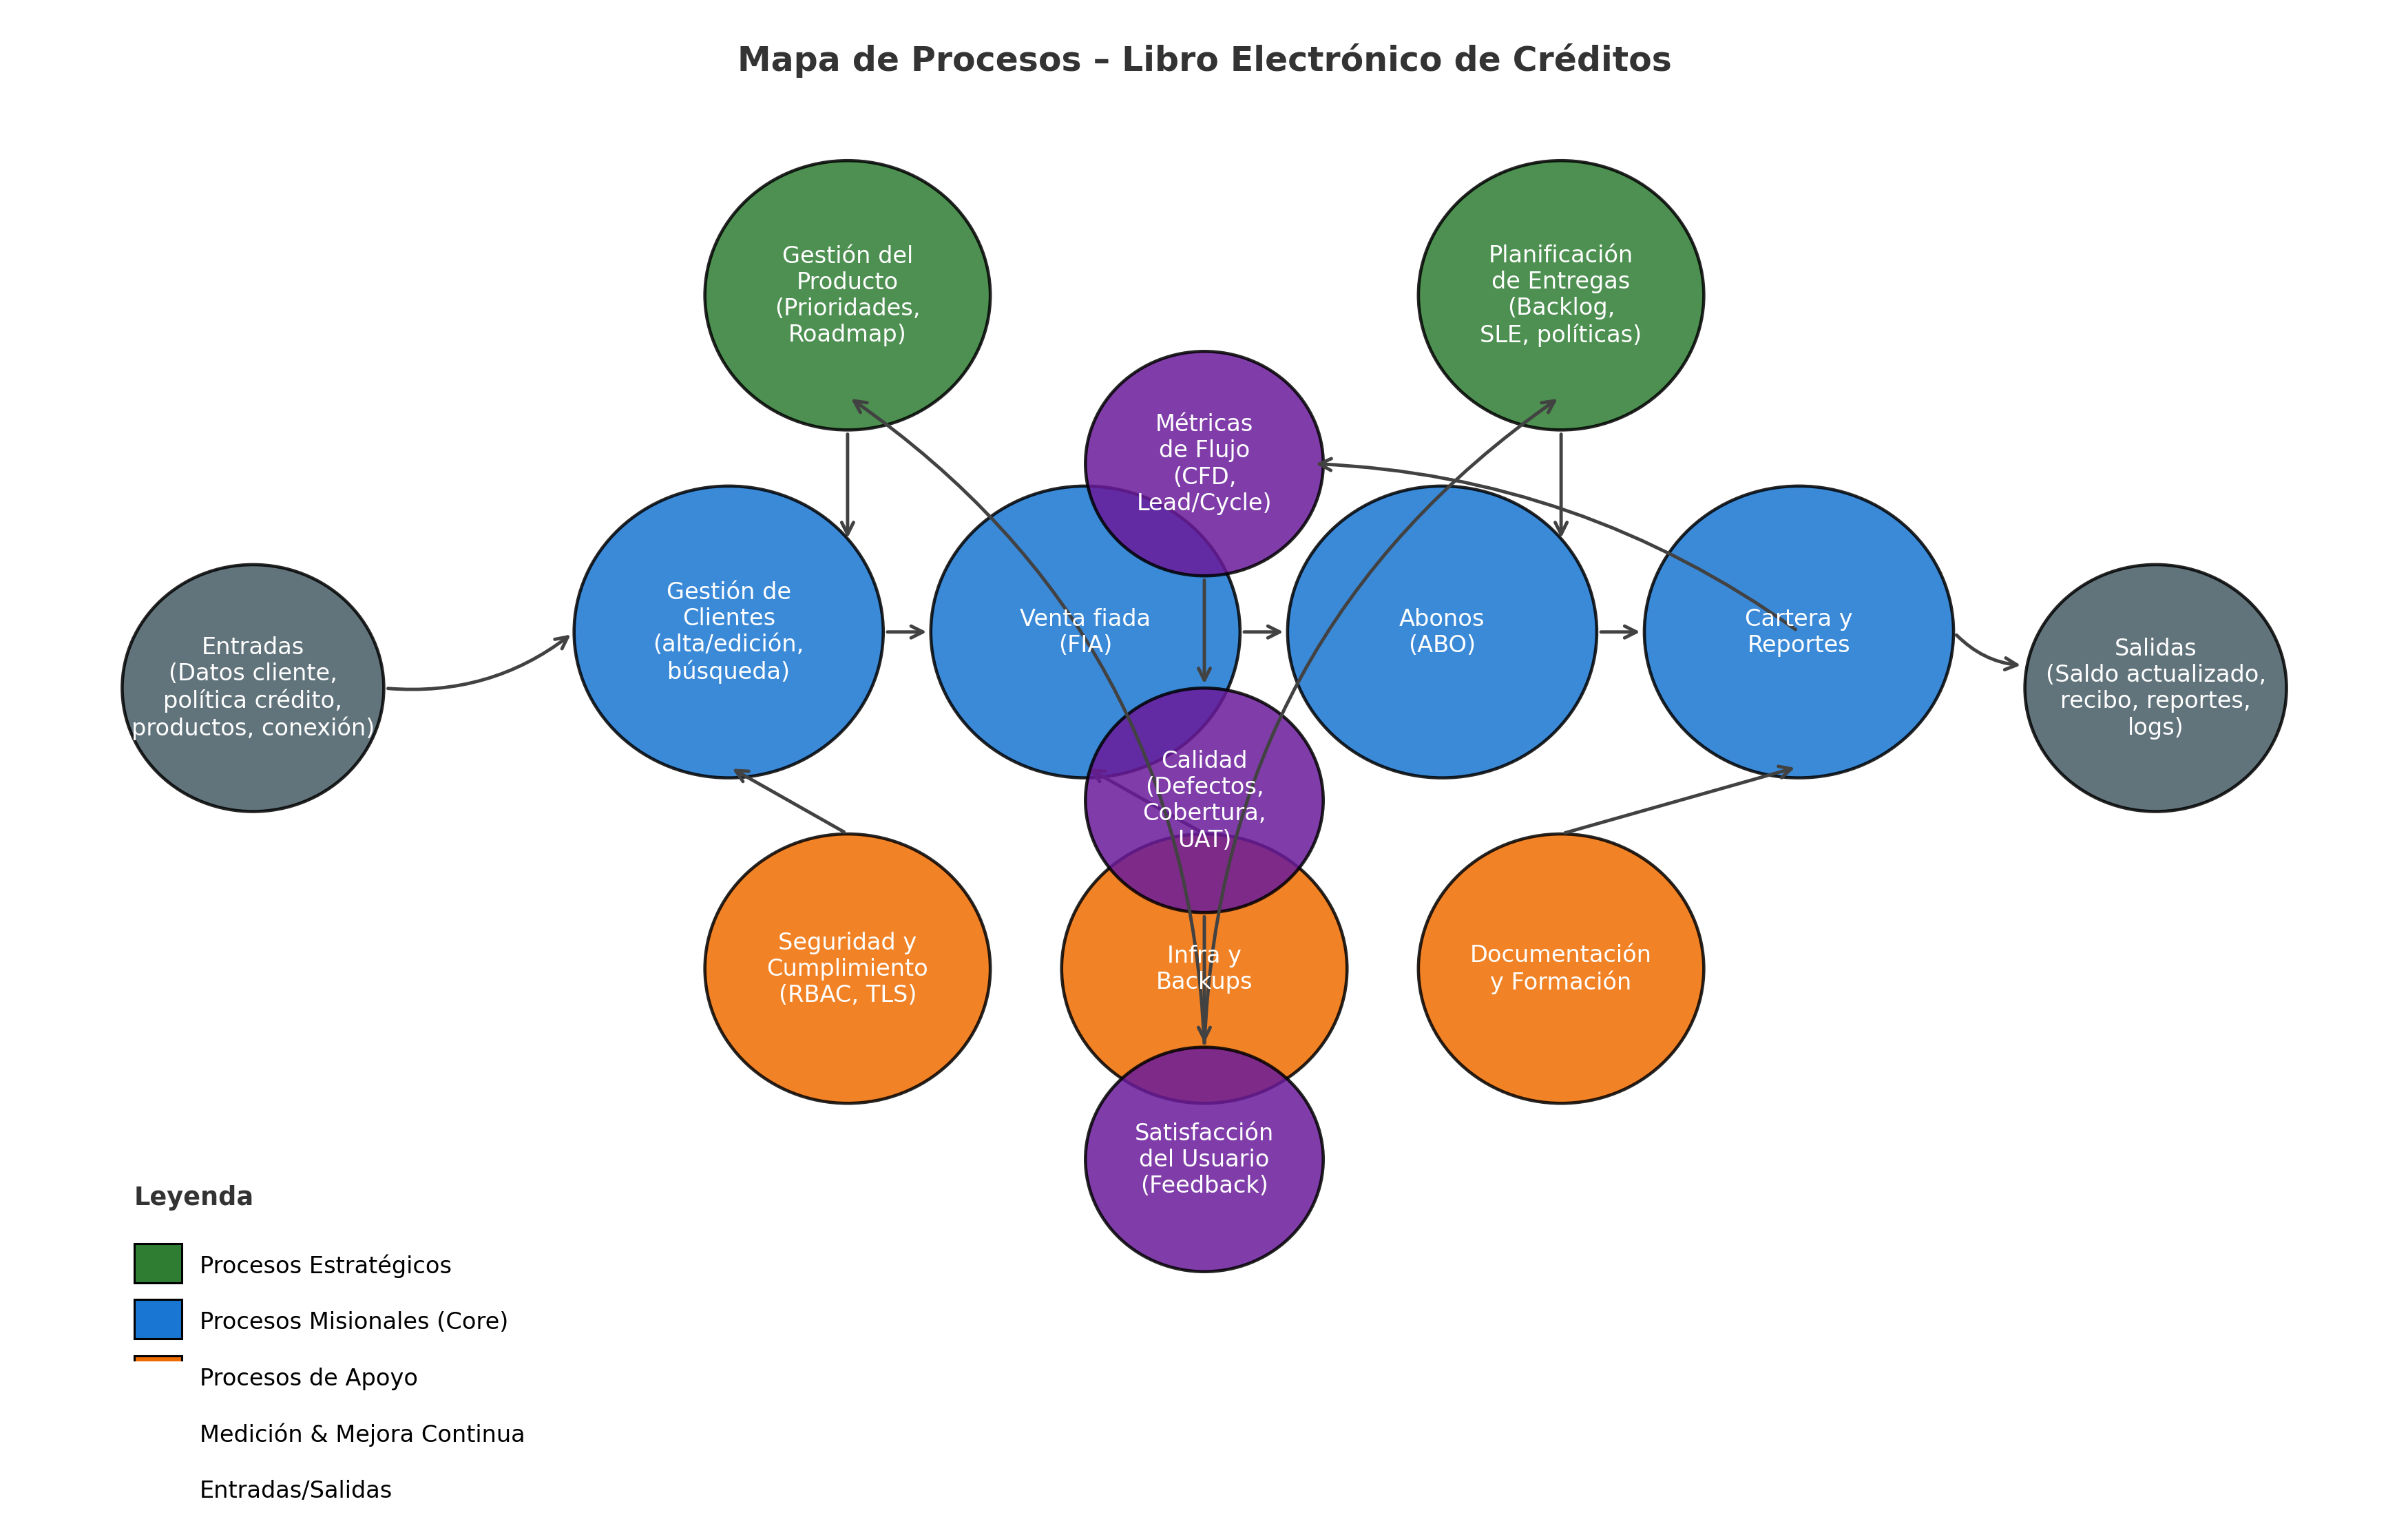 Mapa de Procesos – Libro Electrónico de Créditos
Gestión del
Producto
(Prioridades,
Roadmap)
Planificación
de Entregas
(Backlog,
SLE, políticas)
Métricas
de Flujo
(CFD,
Lead/Cycle)
Entradas
(Datos cliente,
política crédito,
productos, conexión)
Gestión de
Clientes
(alta/edición,
búsqueda)
Venta fiada
(FIA)
Abonos
(ABO)
Cartera y
Reportes
Salidas
(Saldo actualizado,
recibo, reportes,
logs)
Calidad
(Defectos,
Cobertura,
UAT)
Seguridad y
Cumplimiento
(RBAC, TLS)
Infra y
Backups
Documentación
y Formación
Satisfacción
del Usuario
(Feedback)
Leyenda
Procesos Estratégicos
Procesos Misionales (Core)
Procesos de Apoyo
Medición & Mejora Continua
Entradas/Salidas